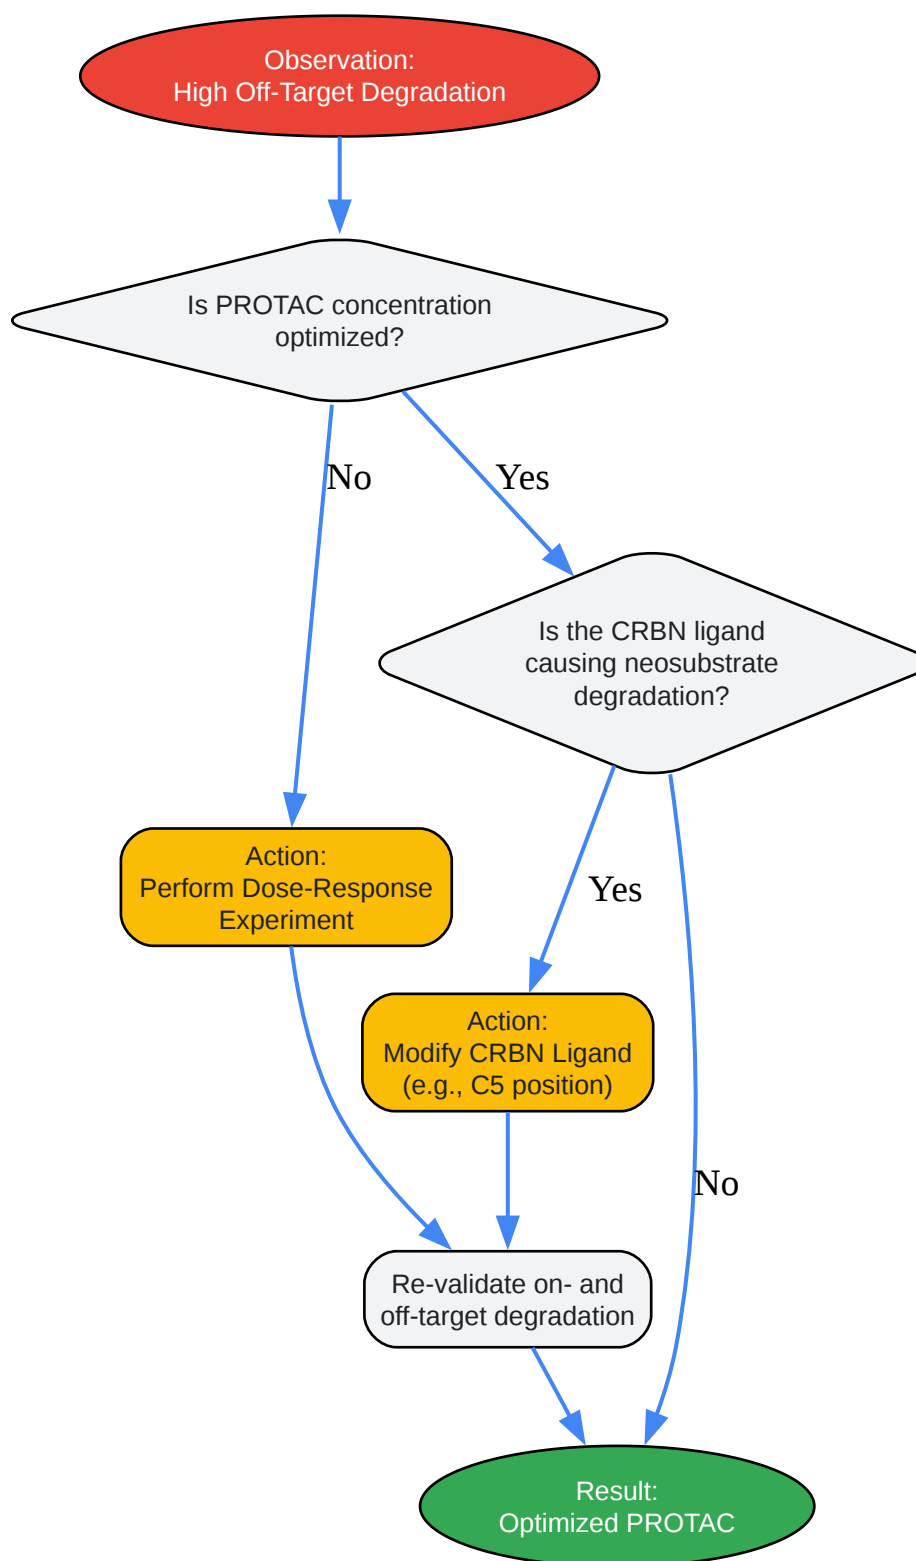 Observation:
High Off-Target Degradation
Is PROTAC concentration
optimized?
No
Yes
Is the CRBN ligand
causing neosubstrate
degradation?
Action:
Perform Dose-Response
Experiment
Yes
Action:
Modify CRBN Ligand
(e.g., C5 position)
No
Re-validate on- and
off-target degradation
Result:
Optimized PROTAC